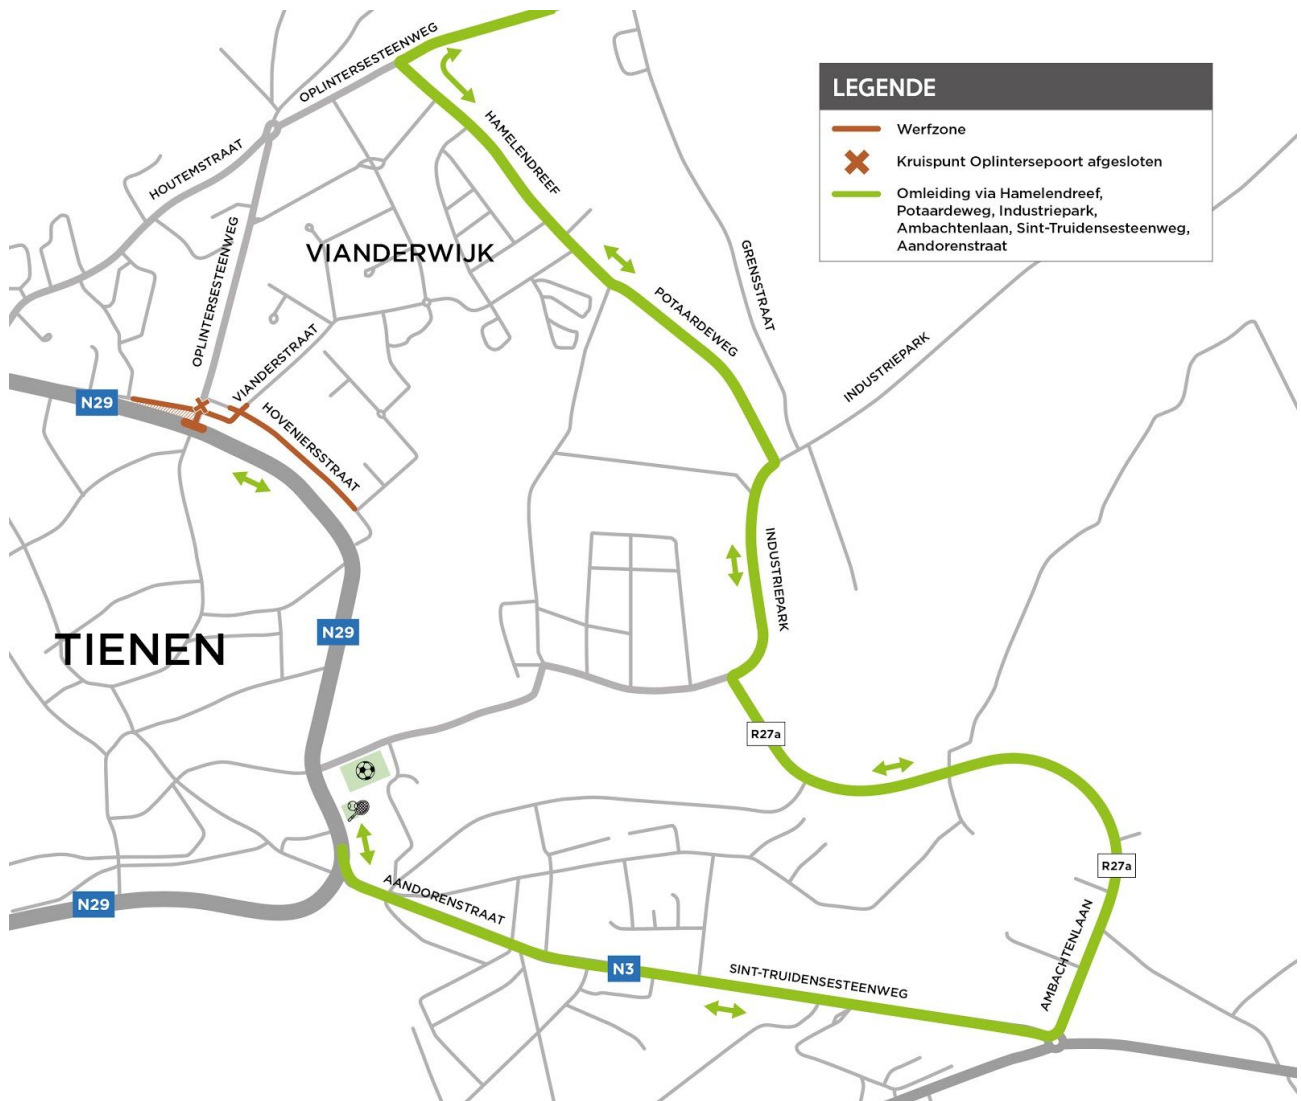 OPLINTERSESTEENWEG
HAMELENDREEF
HOUTEMSTRAAT
OPLINTERSESTEENWEG
VIANDERWIJK
GRENSSTRAAT
POTAARDEWEG
VIANDERSTRAAT
INDUSTRIEPARK
N29
HOVENIERSSTRAAT
INDUSTRIEPARK
N29
TIENEN
R27a
R27a
N29
AANDORENSTRAAT
AMBACHTENLAAN
N3
SINT-TRUIDENSESTEENWEG
LEGENDE
Werfzone
Kruispunt Oplintersepoort afgesloten
Omleiding via Hamelendreef,
Potaardeweg, Industriepark,
Ambachtenlaan, Sint-Truidensesteenweg,
Aandorenstraat